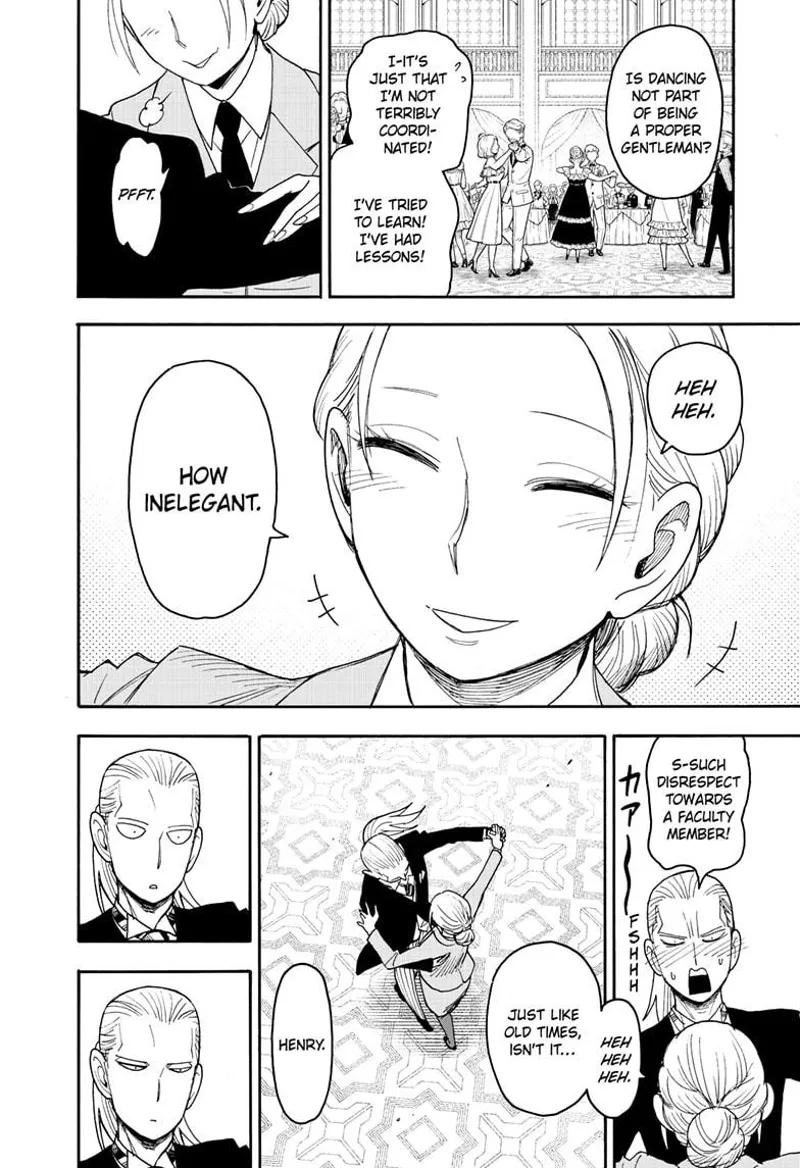 IS DANCING
NOT PART
OF BEING
A PROPER
GENTLEMAN?
I-IT'S
JUST THAT
I'M NOT
TERRIBLY
COORDI-
NATED!
I'VE TRIED
TO LEARN!
I'VE HAD
LESSONS!
PFFT.
HEH
HEH.
HOW
INELEGANT.
S-SUCH
DISRESPECT
TOWARDS
A FACULTY
MEMBER!
カァーー
FSHHH
HEH
HEH
HEH.
JUST LIKE
OLD TIMES,
ISN'T IT...
HENRY.